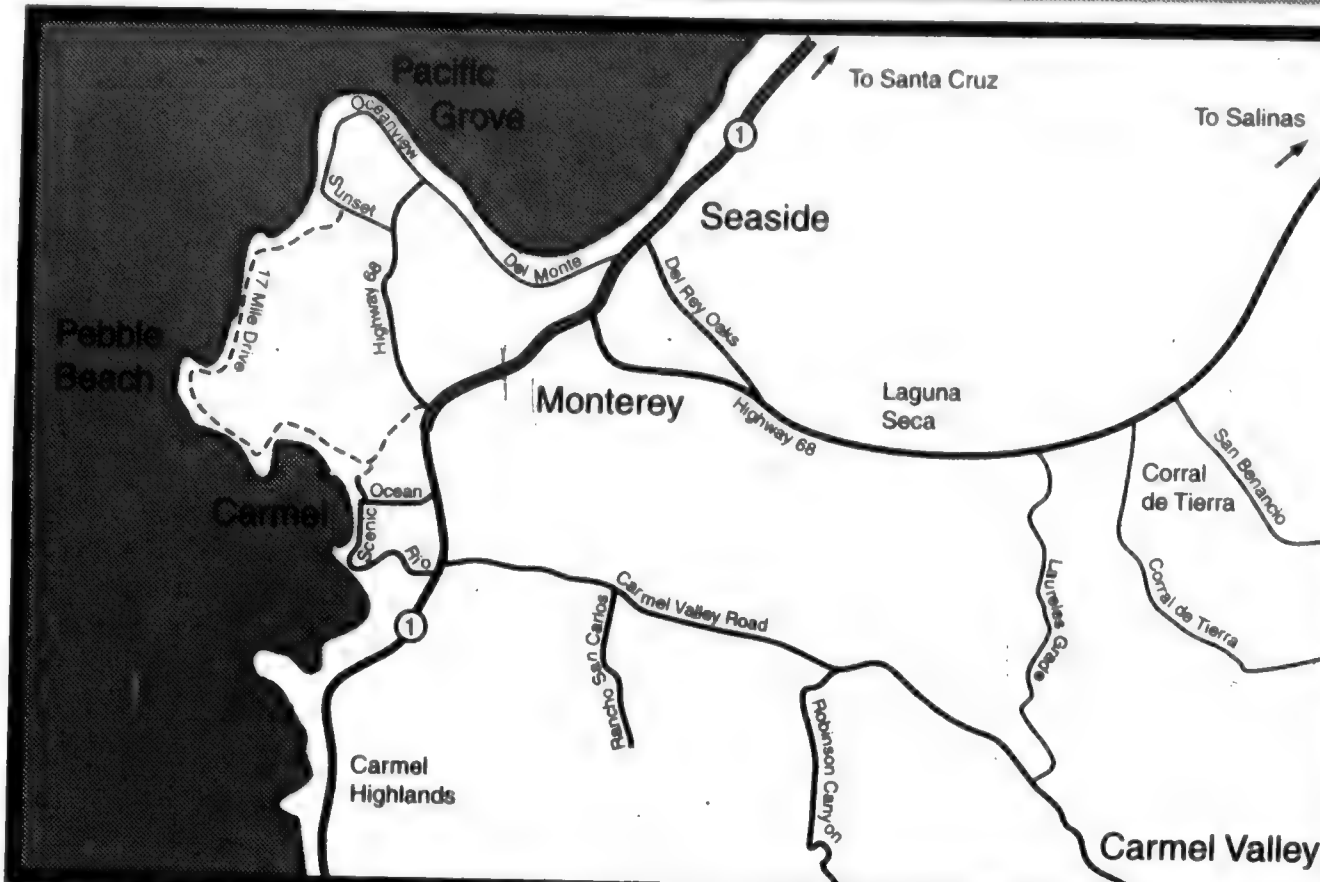 Pacific
Grove
To Santa Cruz
1
To Salinas
Oceanview
Sunset
Seaside
Del Monte
Del Rey Oaks
17 Mile Drive
Highway 68
Pebble
Beach
Monterey
Highway 68
Laguna
Seca
San Benancio
Corral
de Tierra
Ocean
Carmel
Scenic
Rio
Carmel Valley Road
Laureles Grade
Corral de Tierra
1
Rancho San Carlos
Robinson Canyon
Carmel
Highlands
Carmel Valley